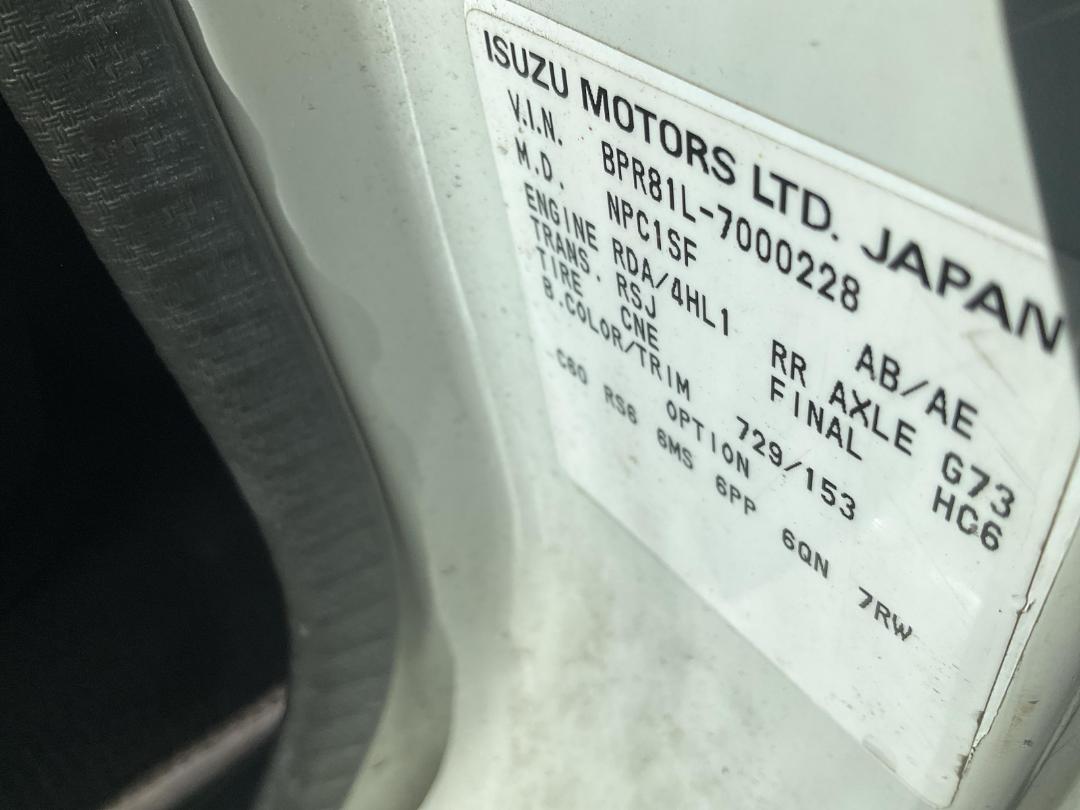 ISUZU MOTORS LTD. JAPAN
V.I.N. BPR81L-7000228
M.D. NPC1SF AB/AE
ENGINE RDA/4HL1 RR AXLE G73
TRANS. RSJ FINAL HC6
TIRE CNE
B.COLOR/TRIM 729/153
OPTION
C60 RS6 6MS 6PP 6QN 7RW